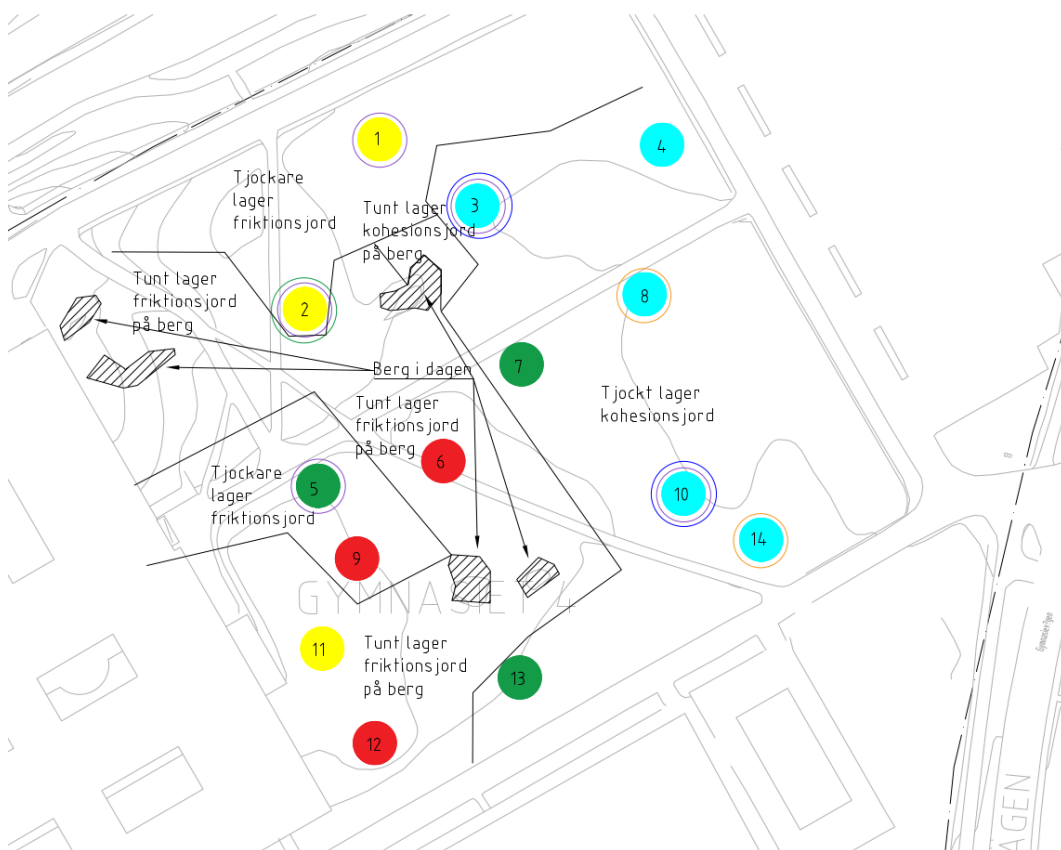 1
4
Tjockare
lager
friktionsjord
3
Tunt lager
kohesionsjord
på berg
Tunt lager
friktionsjord
på berg
2
8
7
Berg i dagen
Tjockt lager
kohesionsjord
Tunt lager
friktionsjord
på berg
6
Tjockare
lager
friktionsjord
5
10
9
14
GYMNASIET 4
11
Tunt lager
friktionsjord
på berg
13
12
8
Gymnasievägen
AGEN